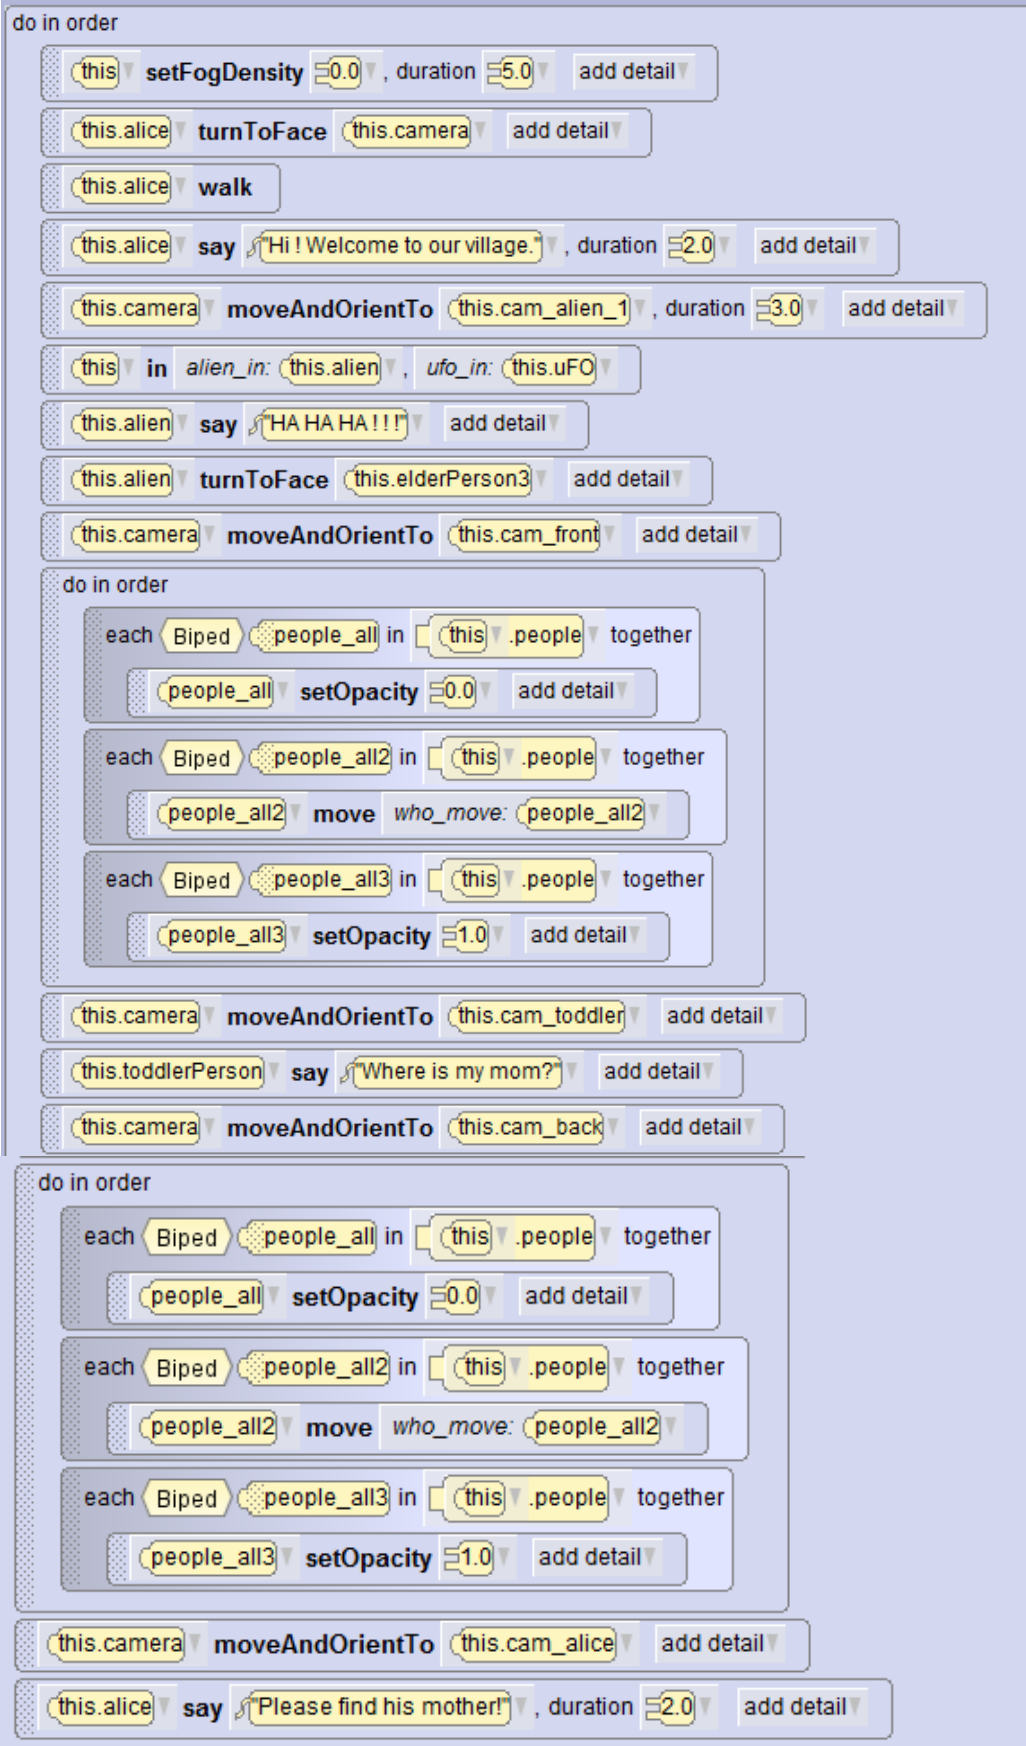 do in order
this setFogDensity 0.0 , duration 5.0 add detail
this.alice turnToFace this.camera add detail
this.alice walk
this.alice say "Hi ! Welcome to our village." , duration 2.0 add detail
this.camera moveAndOrientTo this.cam_alien_1 , duration 3.0 add detail
this in alien_in: this.alien , ufo_in: this.uFO
this.alien say "HA HA HA ! ! !" add detail
this.alien turnToFace this.elderPerson3 add detail
this.camera moveAndOrientTo this.cam_front add detail
do in order
each Biped people_all in this .people together
people_all setOpacity 0.0 add detail
each Biped people_all2 in this .people together
people_all2 move who_move: people_all2
each Biped people_all3 in this .people together
people_all3 setOpacity 1.0 add detail
this.camera moveAndOrientTo this.cam_toddler add detail
this.toddlerPerson say "Where is my mom?" add detail
this.camera moveAndOrientTo this.cam_back add detail
do in order
each Biped people_all in this .people together
people_all setOpacity 0.0 add detail
each Biped people_all2 in this .people together
people_all2 move who_move: people_all2
each Biped people_all3 in this .people together
people_all3 setOpacity 1.0 add detail
this.camera moveAndOrientTo this.cam_alice add detail
this.alice say "Please find his mother!" , duration 2.0 add detail